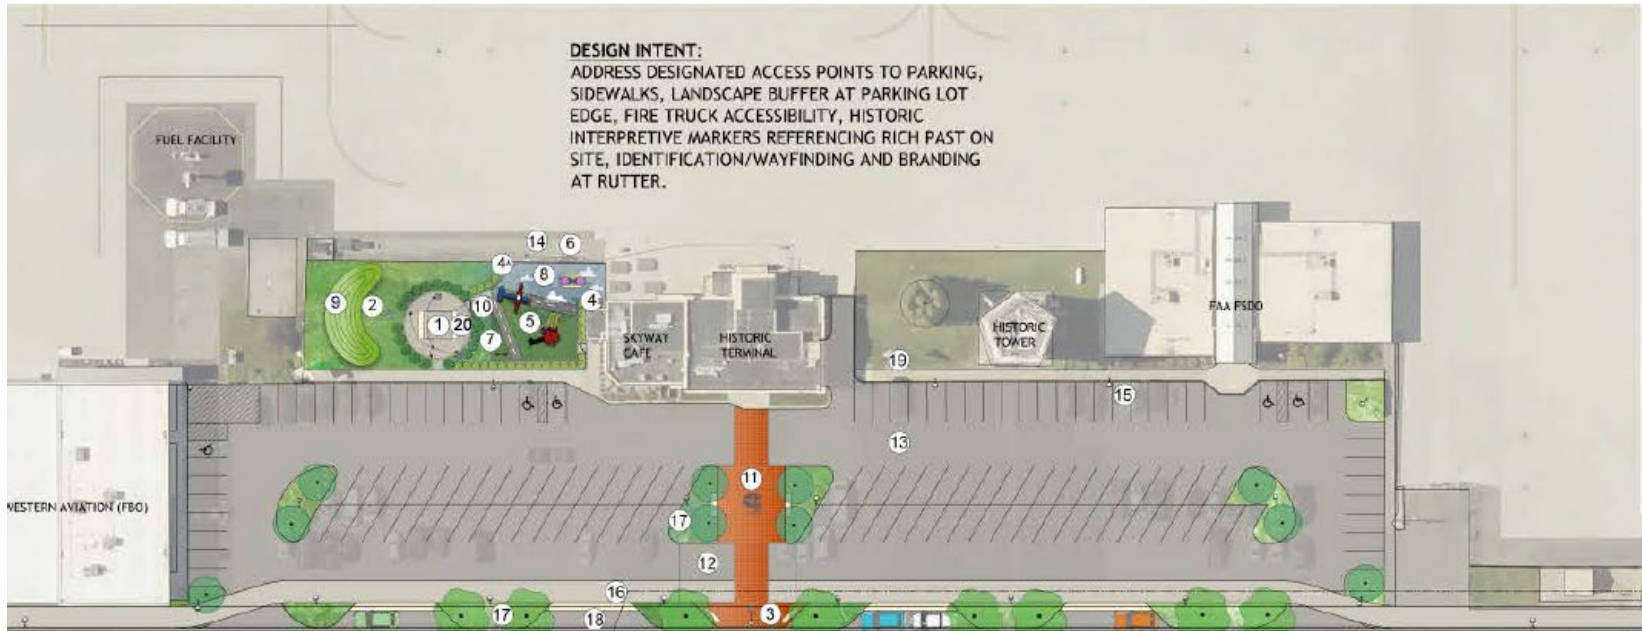 DESIGN INTENT:
ADDRESS DESIGNATED ACCESS POINTS TO PARKING,
SIDEWALKS, LANDSCAPE BUFFER AT PARKING LOT
EDGE, FIRE TRUCK ACCESSIBILITY, HISTORIC
INTERPRETIVE MARKERS REFERENCING RICH PAST ON
SITE, IDENTIFICATION/WAYFINDING AND BRANDING
AT RUTTER.
FUEL FACILITY
14
6
4A
8
9
2
10
4
1
20
5
7
SKYWAY
CAFE
HISTORIC
TERMINAL
HISTORIC
TOWER
FAA FSDO
19
15
13
11
WESTERN AVIATION (FBO)
17
12
16
17
18
3